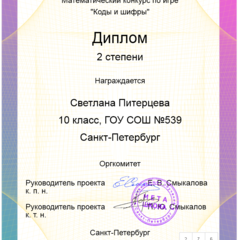 Математический конкурс по игре
"Коды и шифры"
Диплом
2 степени
Награждается
Светлана Питерцева
10 класс, ГОУ СОШ №539
Санкт-Петербург
Оргкомитет
Руководитель проекта Е. В. Смыкалова
к. п. н.
Руководитель проекта П. Ю. Смыкалов
к. т. н.
Санкт-Петербург